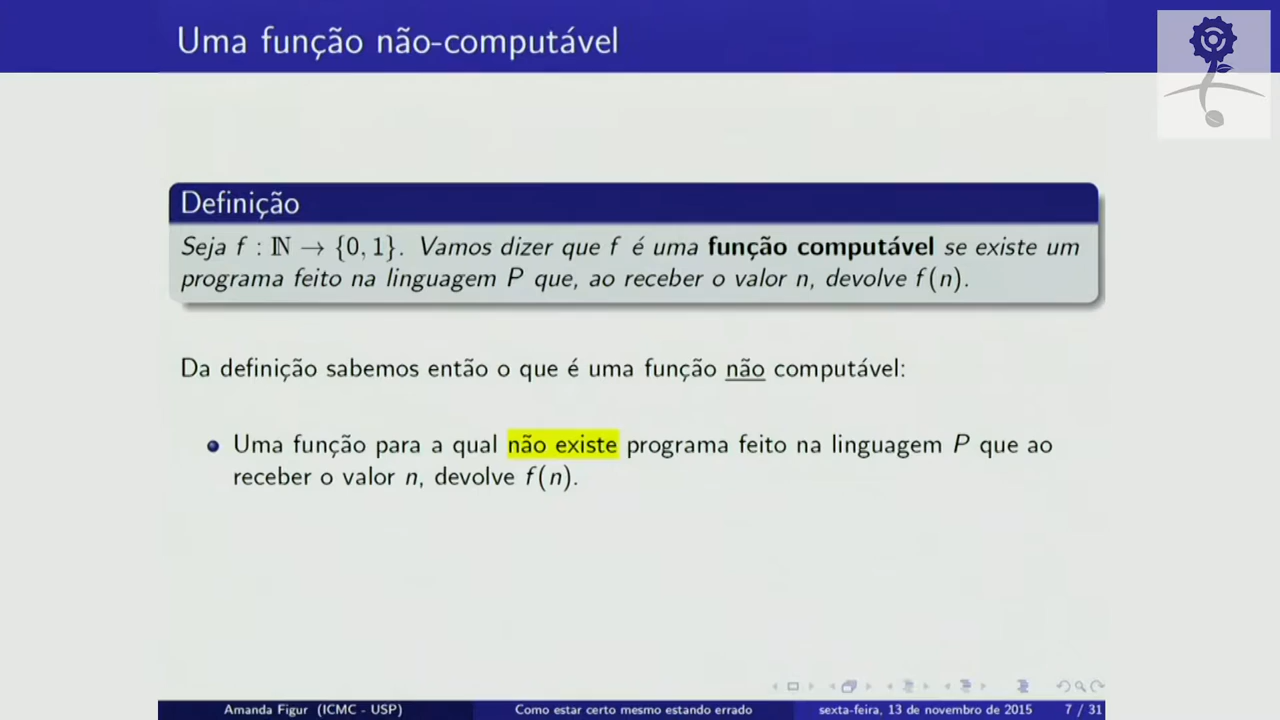 Uma função não-computável
Definição
Seja f : ℕ → {0, 1}. Vamos dizer que f é uma função computável se existe um
programa feito na linguagem P que, ao receber o valor n, devolve f(n).
Da definição sabemos então o que é uma função não computável:
Uma função para a qual não existe programa feito na linguagem P que ao
receber o valor n, devolve f(n).
Amanda Figur (ICMC - USP) Como estar certo mesmo estando errado sexta-feira, 13 de novembro de 2015 7 / 31